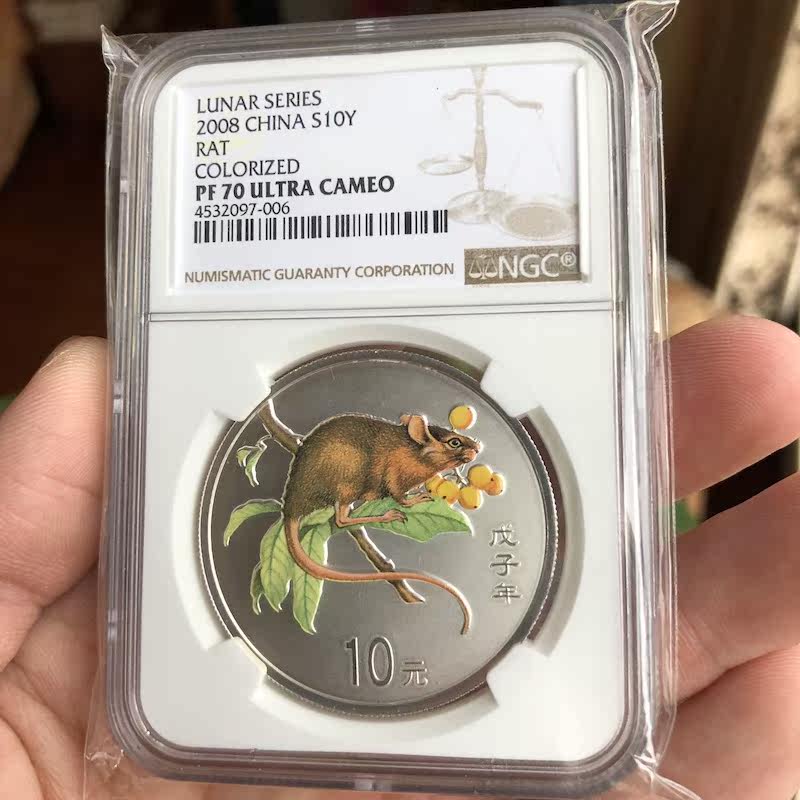 LUNAR SERIES
2008 CHINA S10Y
RAT
COLORIZED
PF 70 ULTRA CAMEO
4532097-006
NUMISMATIC GUARANTY CORPORATION
NGC®
戊子年
10元